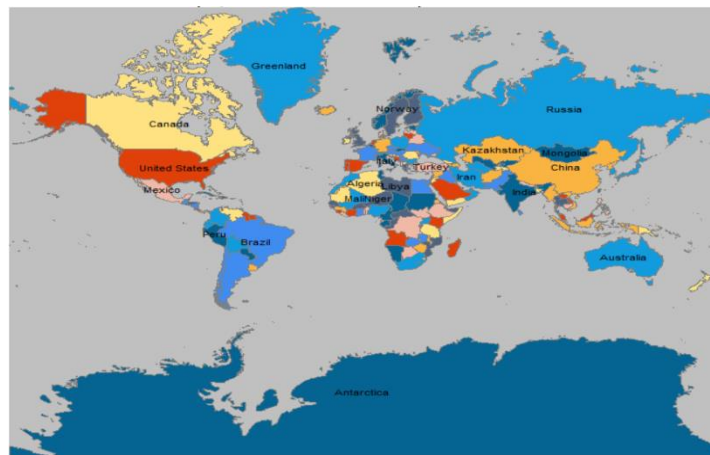 Greenland
Norway
Russia
Canada
Kazakhstan
Mongolia
Italy
China
United States
Turkey
Iran
Mexico
Algeria
Libya
India
Mali
Niger
Peru
Brazil
Australia
Antarctica